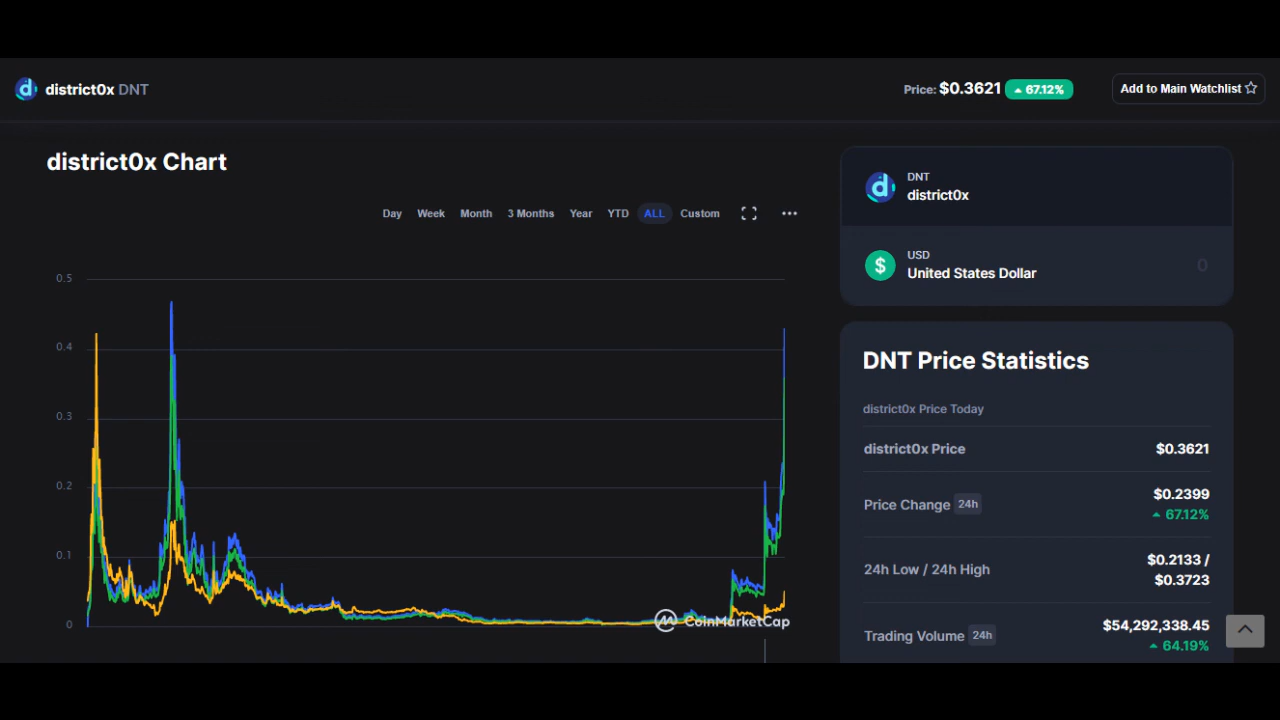 district0x DNT
Price: $0.3621 67.12%
Add to Main Watchlist
district0x Chart
Day Week Month 3 Months Year YTD ALL Custom
0.5
0.4
0.3
0.2
0.1
0
CoinMarketCap
DNT
district0x
USD
United States Dollar
0
DNT Price Statistics
district0x Price Today
district0x Price $0.3621
Price Change 24h $0.2399
67.12%
24h Low / 24h High $0.2133 /
$0.3723
Trading Volume 24h $54,292,338.45
64.19%